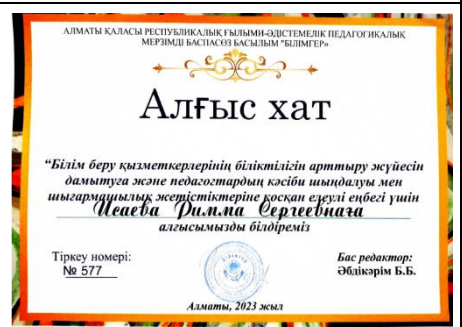 АЛМАТЫ ҚАЛАСЫ РЕСПУБЛИКАЛЫҚ ҒЫЛЫМИ-ӘДІСТЕМЕЛІК ПЕДАГОГИКАЛЫҚ
МЕРЗІМДІ БАСПАСӨЗ БАСЫЛЫМ "БІЛІМГЕР»
Алғыс хат
“Білім беру қызметкерлерінің біліктілігін арттыру жүйесін
дамытуға және педагогтардың кәсіби шыңдалуы мен
шығармашылық жетістіктеріне қосқан елеулі еңбегі үшін
Исаева Римма Сергеевнаға
алғысымызды білдіреміз
Тіркеу номері:
№ 577
Бас редактор:
Әбдікәрім Б.Б.
Алматы, 2023 жыл